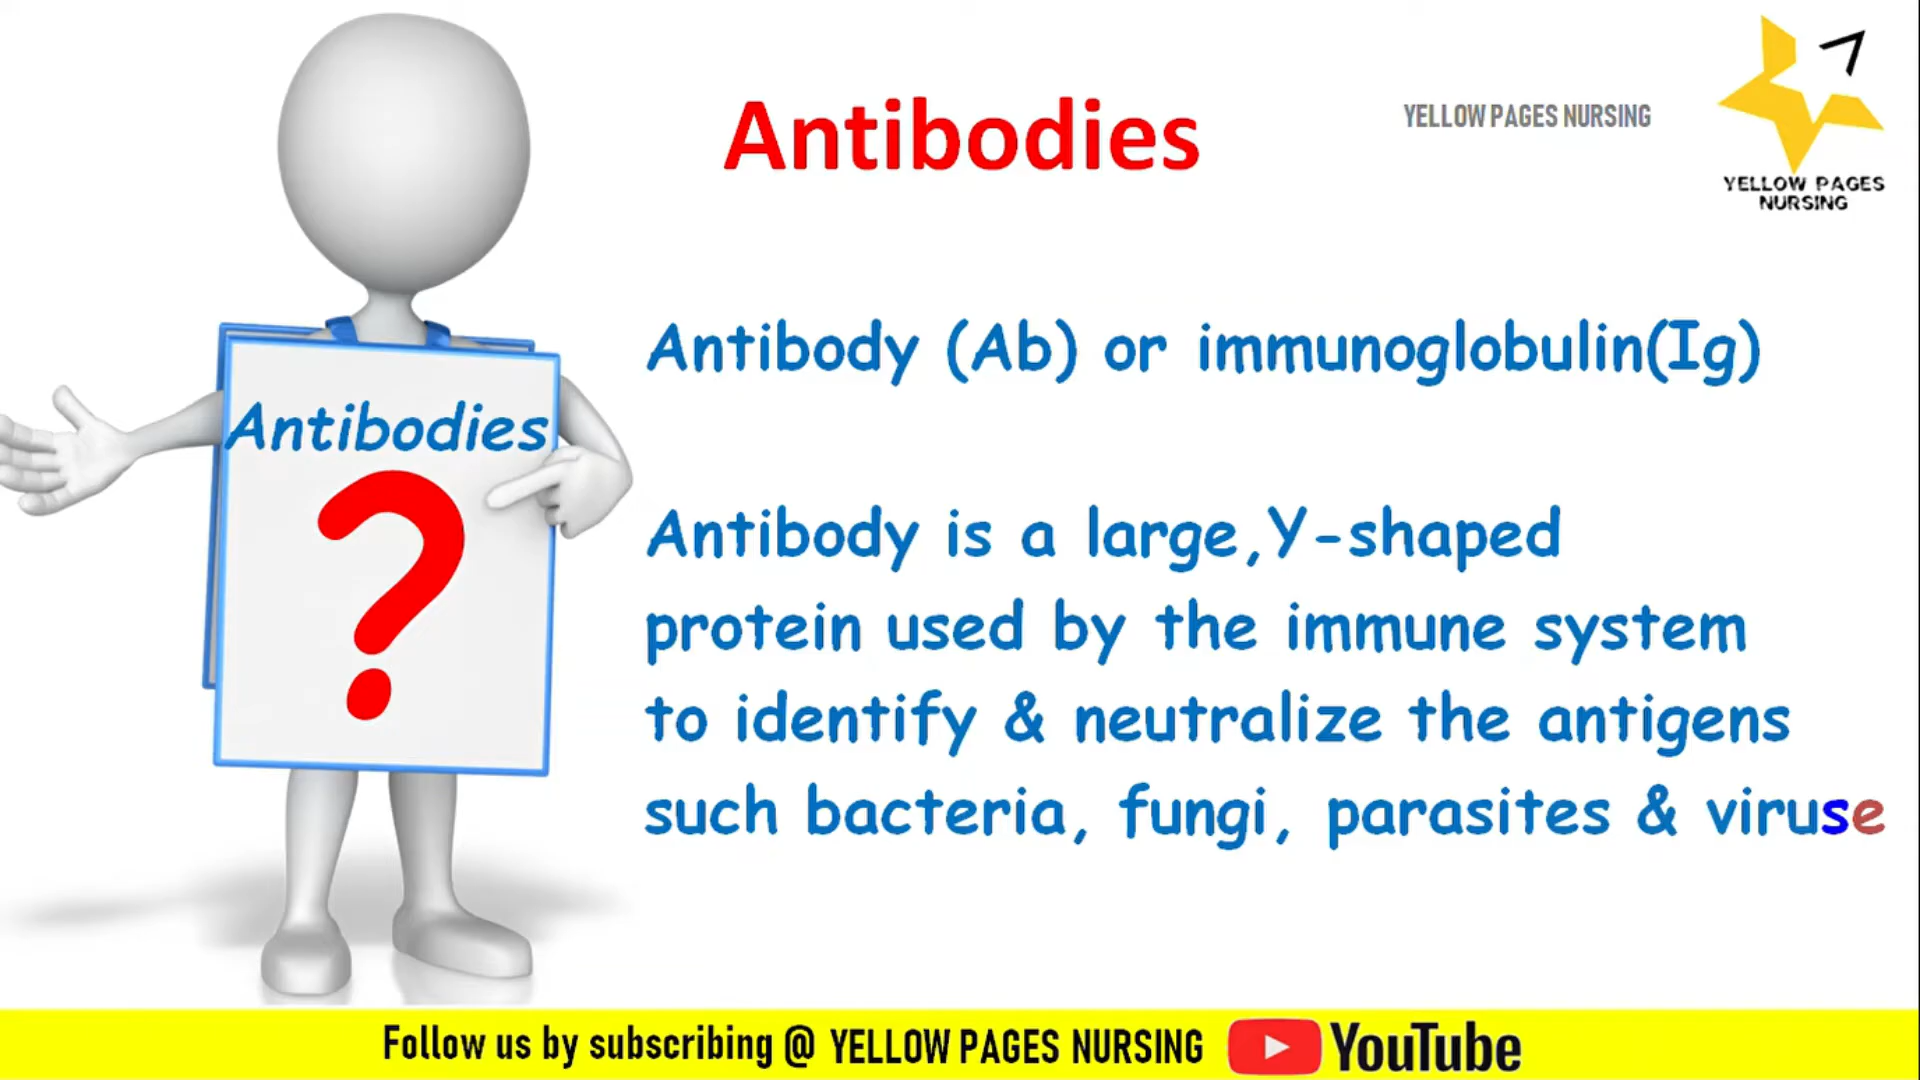 Antibodies
YELLOW PAGES NURSING
YELLOW PAGES
NURSING
Antibodies
?
Antibody (Ab) or immunoglobulin(Ig)
Antibody is a large,Y-shaped
protein used by the immune system
to identify & neutralize the antigens
such bacteria, fungi, parasites & viruse
Follow us by subscribing @ YELLOW PAGES NURSING YouTube